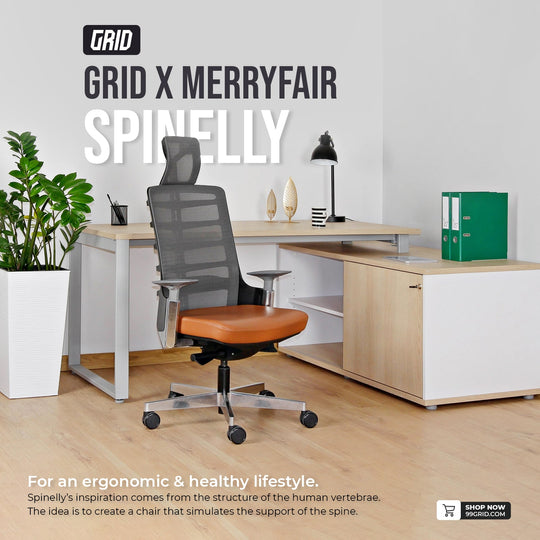 GRID
GRID X MERRYFAIR
SPINELLY
For an ergonomic & healthy lifestyle.
Spinelly's inspiration comes from the structure of the human vertebrae.
The idea is to create a chair that simulates the support of the spine.
SHOP NOW
99GRID.COM